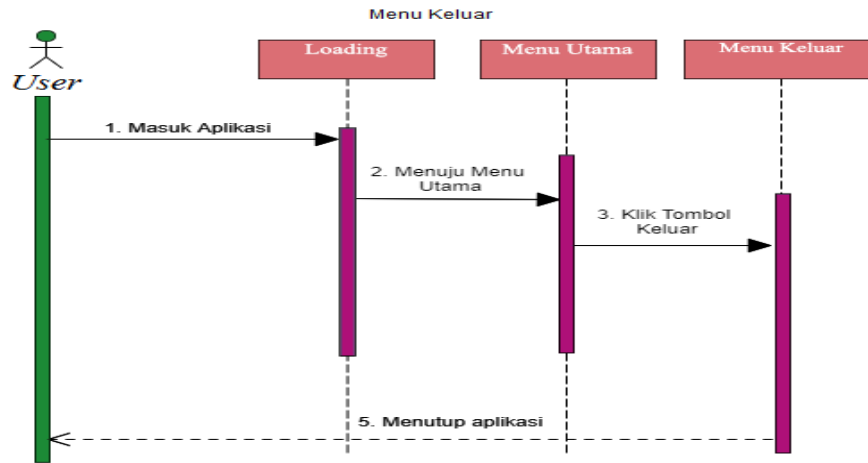 Menu Keluar
User
Loading
Menu Utama
Menu Keluar
1. Masuk Aplikasi
2. Menuju Menu
Utama
3. Klik Tombol
Keluar
5. Menutup aplikasi